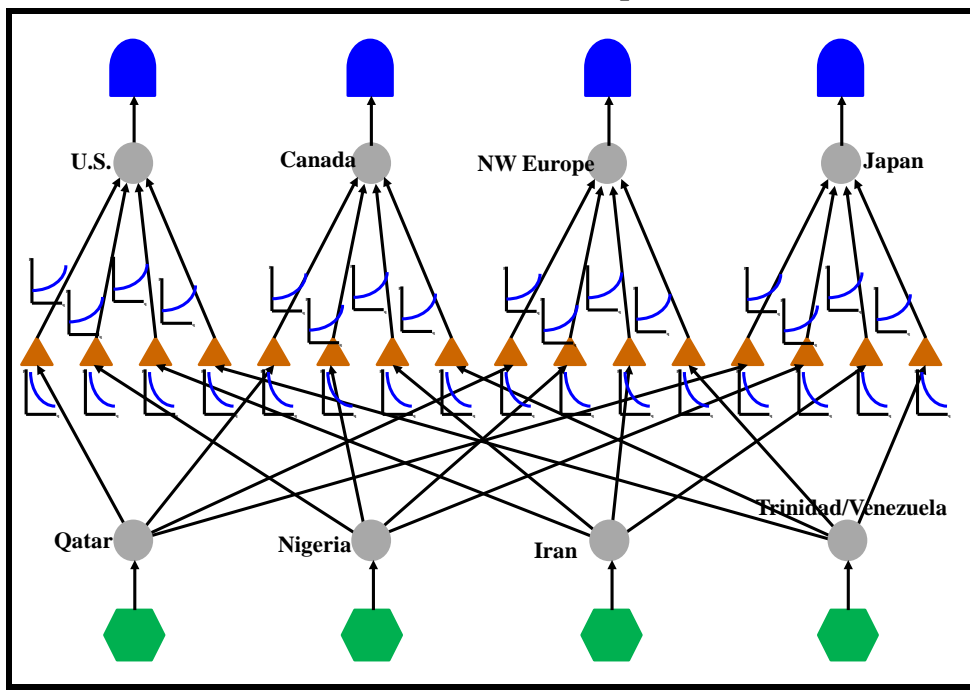 U.S.
Canada
NW Europe
Japan
Trinidad/Venezuela
Qatar
Nigeria
Iran